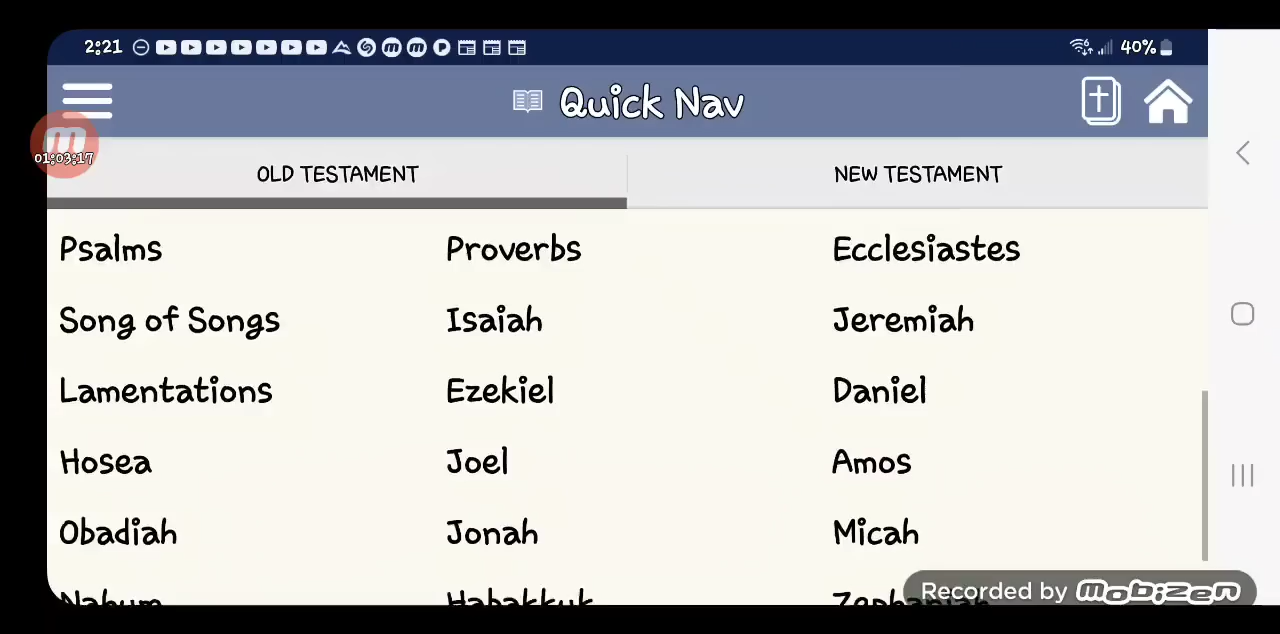 2:21
40%
Quick Nav
01:03:17
OLD TESTAMENT NEW TESTAMENT
Psalms Proverbs Ecclesiastes
Song of Songs Isaiah Jeremiah
Lamentations Ezekiel Daniel
Hosea Joel Amos
Obadiah Jonah Micah
Nahum Habakkuk Zephaniah
Recorded by mobizen